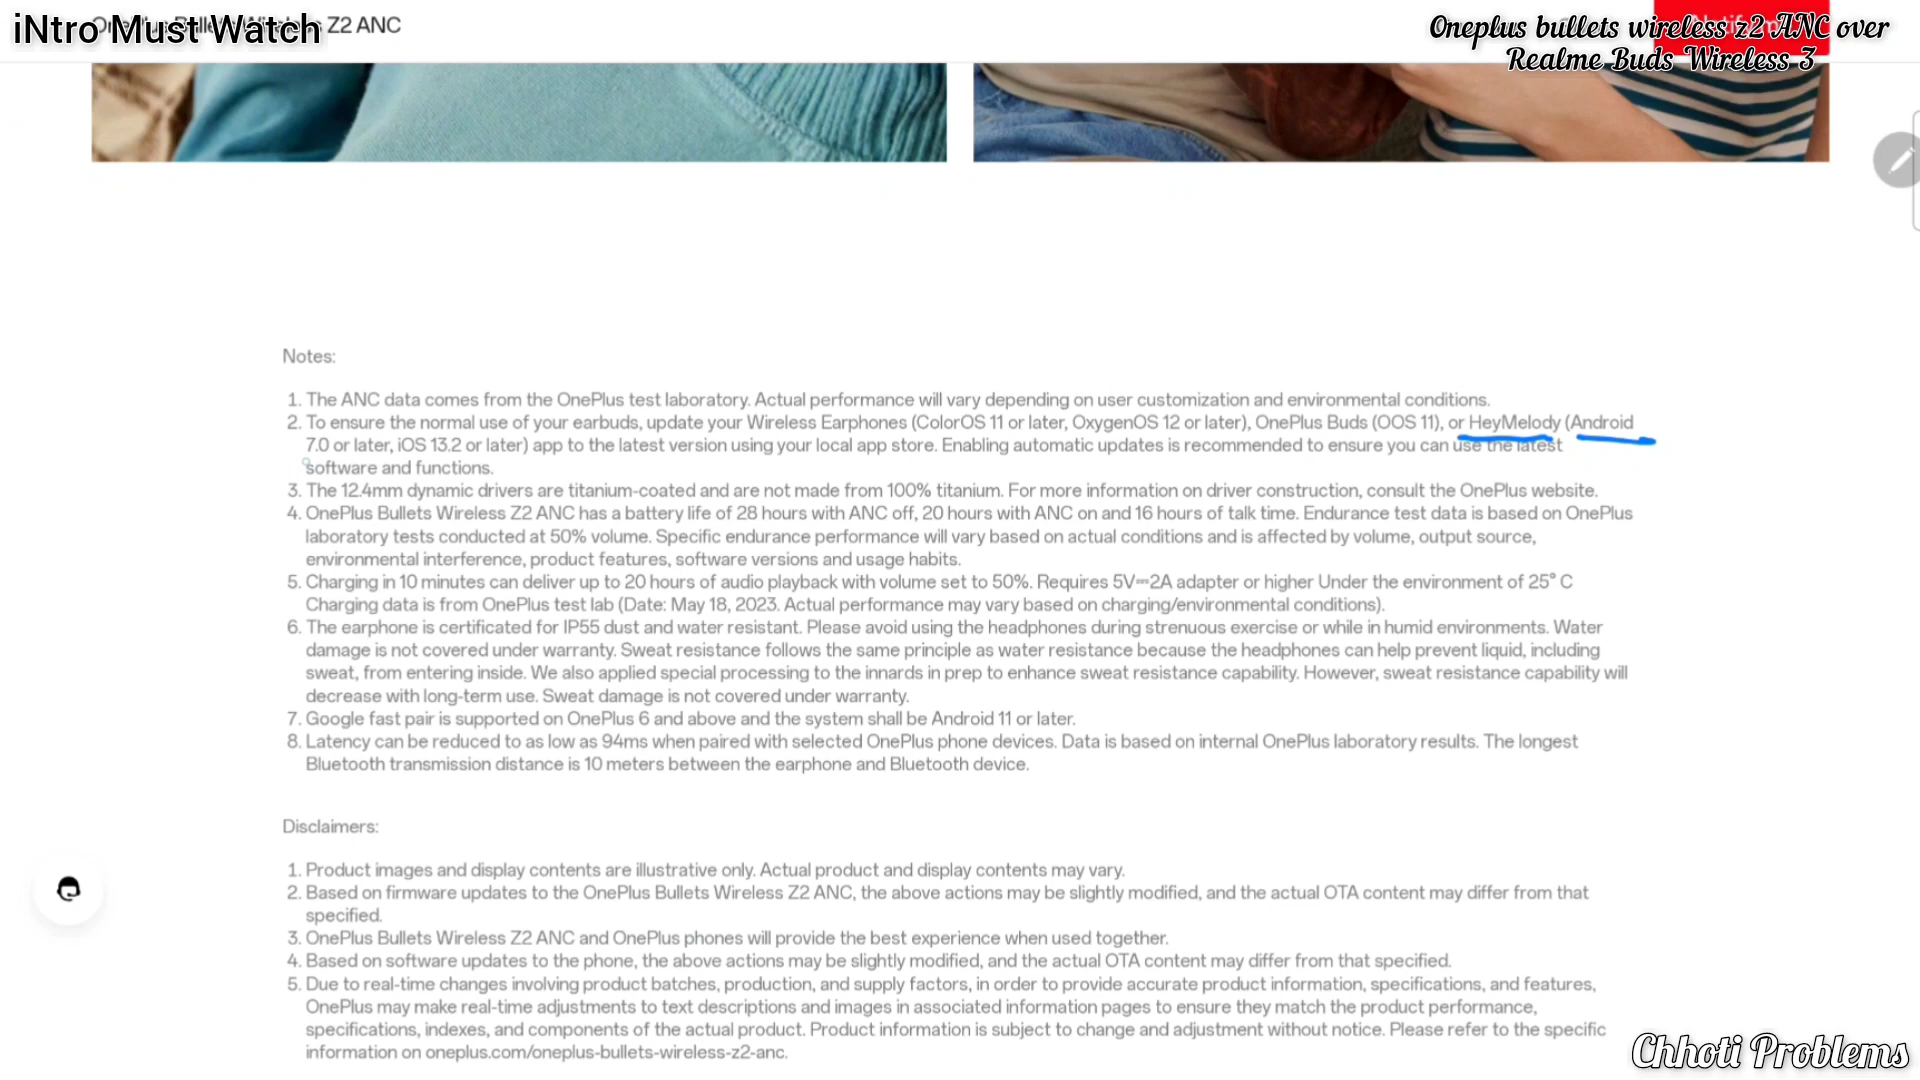 iNtro Must Watch
Z2 ANC
Oneplus bullets wireless z2 ANC over
Realme Buds Wireless 3
Notes:
1. The ANC data comes from the OnePlus test laboratory. Actual performance will vary depending on user customization and environmental conditions.
2. To ensure the normal use of your earbuds, update your Wireless Earphones (ColorOS 11 or later, OxygenOS 12 or later), OnePlus Buds (OOS 11), or HeyMelody (Android
7.0 or later, iOS 13.2 or later) app to the latest version using your local app store. Enabling automatic updates is recommended to ensure you can use the latest
software and functions.
3. The 12.4mm dynamic drivers are titanium-coated and are not made from 100% titanium. For more information on driver construction, consult the OnePlus website.
4. OnePlus Bullets Wireless Z2 ANC has a battery life of 28 hours with ANC off, 20 hours with ANC on and 16 hours of talk time. Endurance test data is based on OnePlus
laboratory tests conducted at 50% volume. Specific endurance performance will vary based on actual conditions and is affected by volume, output source,
environmental interference, product features, software versions and usage habits.
5. Charging in 10 minutes can deliver up to 20 hours of audio playback with volume set to 50%. Requires 5V⎓2A adapter or higher Under the environment of 25° C
Charging data is from OnePlus test lab (Date: May 18, 2023. Actual performance may vary based on charging/environmental conditions).
6. The earphone is certificated for IP55 dust and water resistant. Please avoid using the headphones during strenuous exercise or while in humid environments. Water
damage is not covered under warranty. Sweat resistance follows the same principle as water resistance because the headphones can help prevent liquid, including
sweat, from entering inside. We also applied special processing to the innards in prep to enhance sweat resistance capability. However, sweat resistance capability will
decrease with long-term use. Sweat damage is not covered under warranty.
7. Google fast pair is supported on OnePlus 6 and above and the system shall be Android 11 or later.
8. Latency can be reduced to as low as 94ms when paired with selected OnePlus phone devices. Data is based on internal OnePlus laboratory results. The longest
Bluetooth transmission distance is 10 meters between the earphone and Bluetooth device.
Disclaimers:
1. Product images and display contents are illustrative only. Actual product and display contents may vary.
2. Based on firmware updates to the OnePlus Bullets Wireless Z2 ANC, the above actions may be slightly modified, and the actual OTA content may differ from that
specified.
3. OnePlus Bullets Wireless Z2 ANC and OnePlus phones will provide the best experience when used together.
4. Based on software updates to the phone, the above actions may be slightly modified, and the actual OTA content may differ from that specified.
5. Due to real-time changes involving product batches, production, and supply factors, in order to provide accurate product information, specifications, and features,
OnePlus may make real-time adjustments to text descriptions and images in associated information pages to ensure they match the product performance,
specifications, indexes, and components of the actual product. Product information is subject to change and adjustment without notice. Please refer to the specific
information on oneplus.com/oneplus-bullets-wireless-z2-anc.
Chhoti Problems